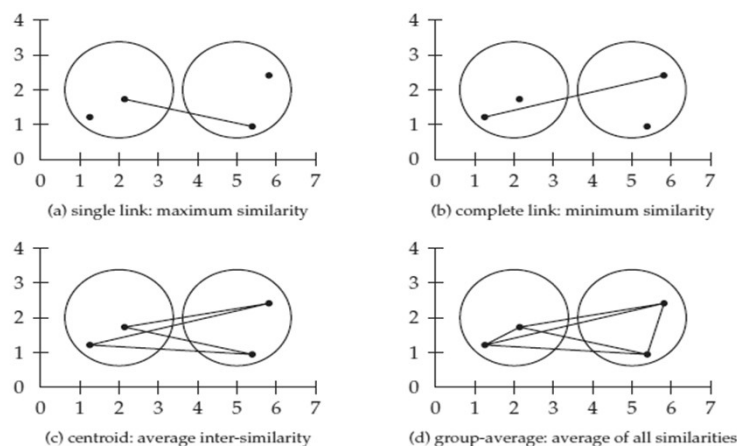 4
3
2
1
0
0 1 2 3 4 5 6 7
(a) single link: maximum similarity
4
3
2
1
0
0 1 2 3 4 5 6 7
(b) complete link: minimum similarity
4
3
2
1
0
0 1 2 3 4 5 6 7
(c) centroid: average inter-similarity
4
3
2
1
0
0 1 2 3 4 5 6 7
(d) group-average: average of all similarities